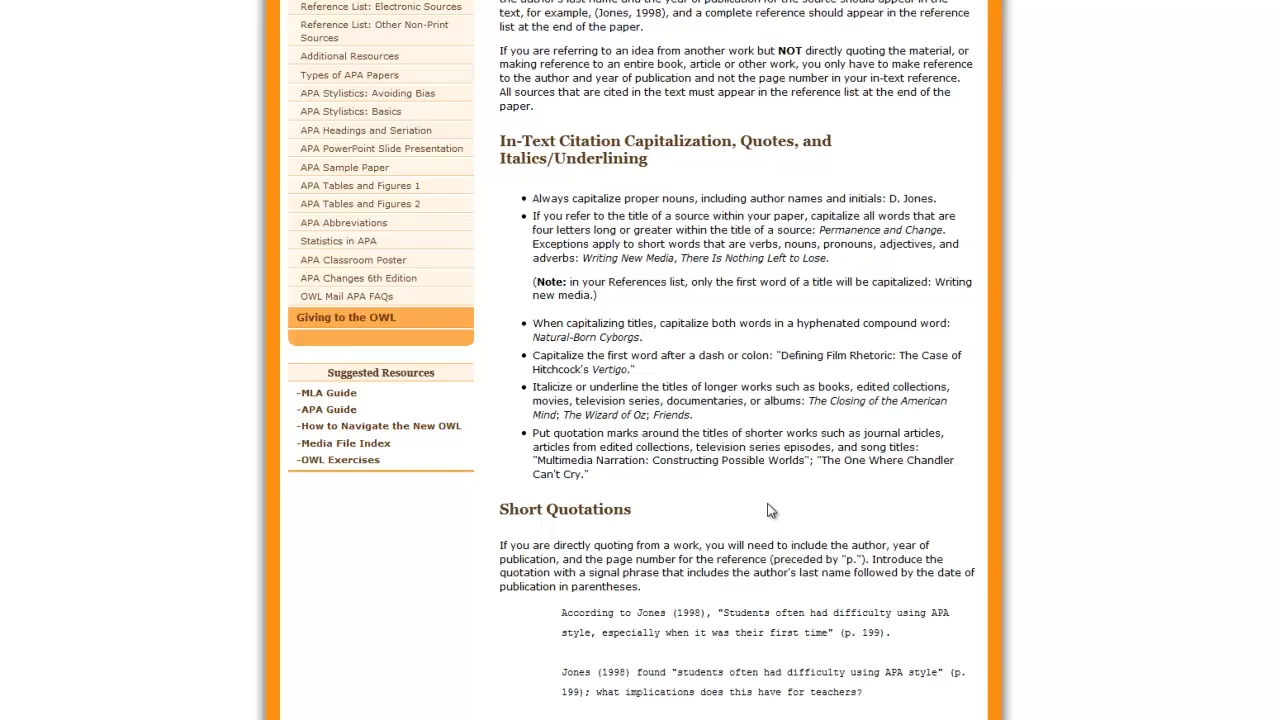 Reference List: Electronic Sources
Reference List: Other Non-Print
Sources
Additional Resources
Types of APA Papers
APA Stylistics: Avoiding Bias
APA Stylistics: Basics
APA Headings and Seriation
APA PowerPoint Slide Presentation
APA Sample Paper
APA Tables and Figures 1
APA Tables and Figures 2
APA Abbreviations
Statistics in APA
APA Classroom Poster
APA Changes 6th Edition
OWL Mail APA FAQs
Giving to the OWL
Suggested Resources
-MLA Guide
-APA Guide
-How to Navigate the New OWL
-Media File Index
-OWL Exercises
the author's last name and the year of publication for the source should appear in the
text, for example, (Jones, 1998), and a complete reference should appear in the reference
list at the end of the paper.
If you are referring to an idea from another work but NOT directly quoting the material, or
making reference to an entire book, article or other work, you only have to make reference
to the author and year of publication and not the page number in your in-text reference.
All sources that are cited in the text must appear in the reference list at the end of the
paper.
In-Text Citation Capitalization, Quotes, and
Italics/Underlining
• Always capitalize proper nouns, including author names and initials: D. Jones.
• If you refer to the title of a source within your paper, capitalize all words that are
four letters long or greater within the title of a source: Permanence and Change.
Exceptions apply to short words that are verbs, nouns, pronouns, adjectives, and
adverbs: Writing New Media, There Is Nothing Left to Lose.
(Note: in your References list, only the first word of a title will be capitalized: Writing
new media.)
• When capitalizing titles, capitalize both words in a hyphenated compound word:
Natural-Born Cyborgs.
• Capitalize the first word after a dash or colon: "Defining Film Rhetoric: The Case of
Hitchcock's Vertigo."
• Italicize or underline the titles of longer works such as books, edited collections,
movies, television series, documentaries, or albums: The Closing of the American
Mind; The Wizard of Oz; Friends.
• Put quotation marks around the titles of shorter works such as journal articles,
articles from edited collections, television series episodes, and song titles:
"Multimedia Narration: Constructing Possible Worlds"; "The One Where Chandler
Can't Cry."
Short Quotations
If you are directly quoting from a work, you will need to include the author, year of
publication, and the page number for the reference (preceded by "p."). Introduce the
quotation with a signal phrase that includes the author's last name followed by the date of
publication in parentheses.
According to Jones (1998), "Students often had difficulty using APA
style, especially when it was their first time" (p. 199).
Jones (1998) found "students often had difficulty using APA style" (p.
199); what implications does this have for teachers?